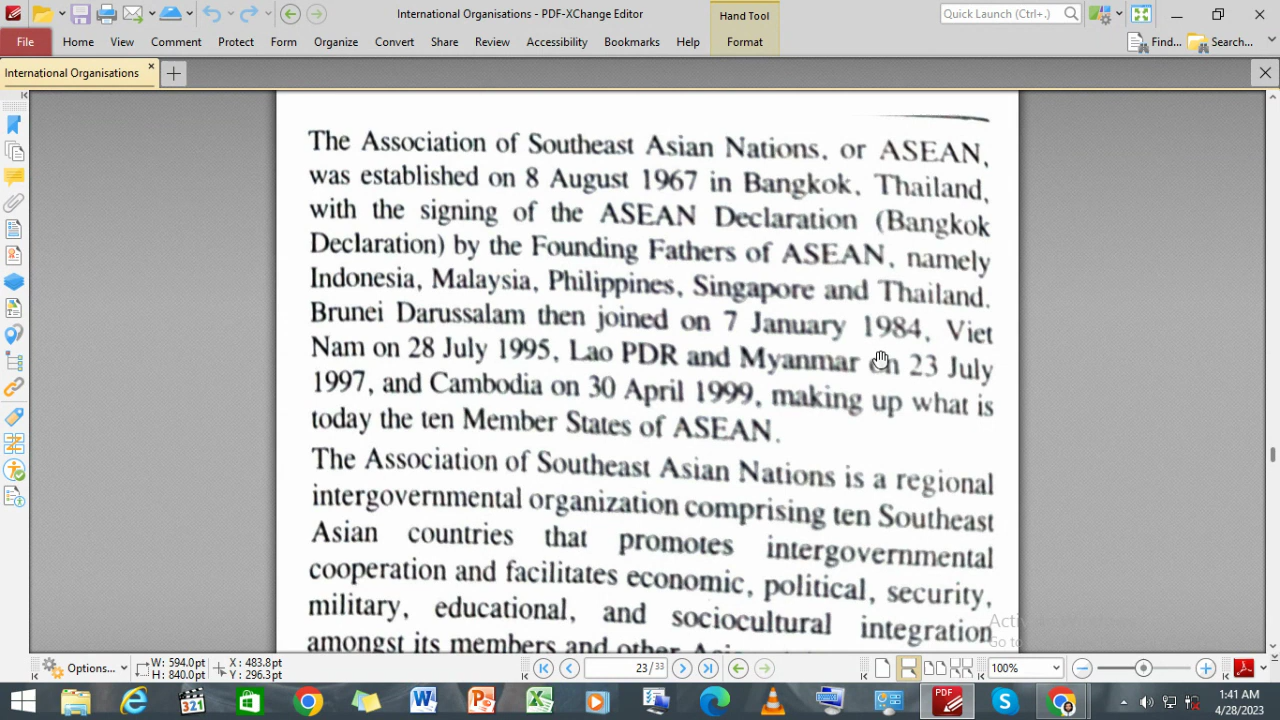 International Organisations - PDF-XChange Editor
Hand Tool
Quick Launch (Ctrl+.)
File Home View Comment Protect Form Organize Convert Share Review Accessibility Bookmarks Help Format
Find... Search...
International Organisations
The Association of Southeast Asian Nations, or ASEAN,
was established on 8 August 1967 in Bangkok, Thailand,
with the signing of the ASEAN Declaration (Bangkok
Declaration) by the Founding Fathers of ASEAN, namely
Indonesia, Malaysia, Philippines, Singapore and Thailand.
Brunei Darussalam then joined on 7 January 1984, Viet
Nam on 28 July 1995, Lao PDR and Myanmar on 23 July
1997, and Cambodia on 30 April 1999, making up what is
today the ten Member States of ASEAN.
The Association of Southeast Asian Nations is a regional
intergovernmental organization comprising ten Southeast
Asian countries that promotes intergovernmental
cooperation and facilitates economic, political, security,
military, educational, and sociocultural integration
amongst its members and other
Options...
W: 594.0pt
H: 840.0pt
X: 483.8pt
Y: 296.3pt
23 / 33
100%
321
PDF
1:41 AM
4/28/2023